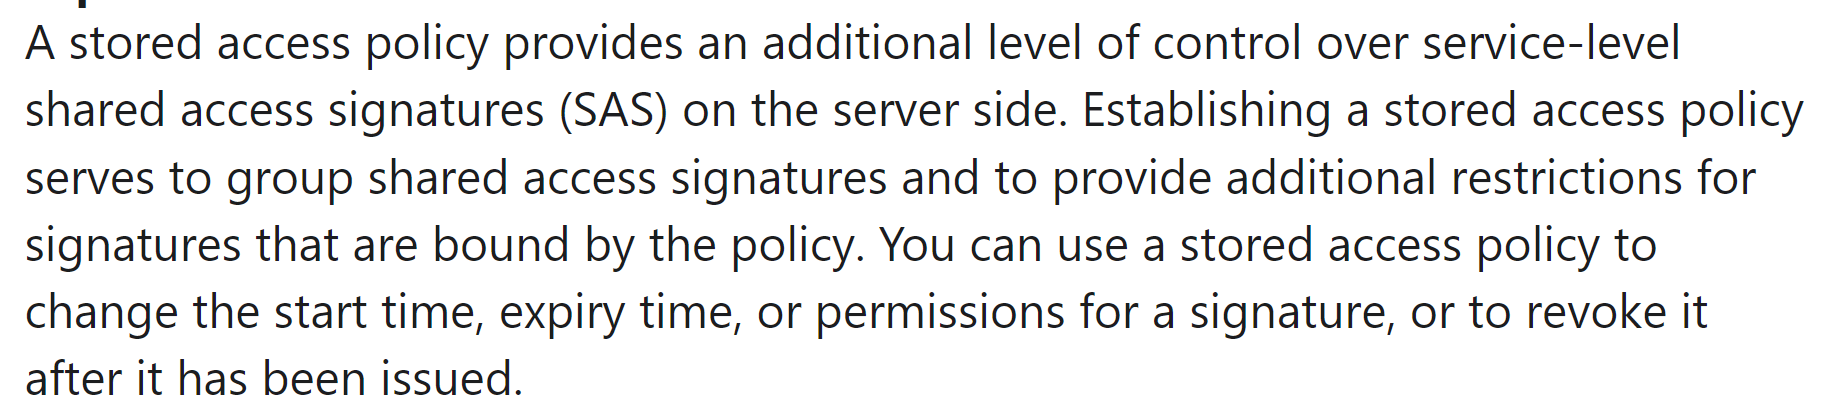 A stored access policy provides an additional level of control over service-level
shared access signatures (SAS) on the server side. Establishing a stored access policy
serves to group shared access signatures and to provide additional restrictions for
signatures that are bound by the policy. You can use a stored access policy to
change the start time, expiry time, or permissions for a signature, or to revoke it
after it has been issued.